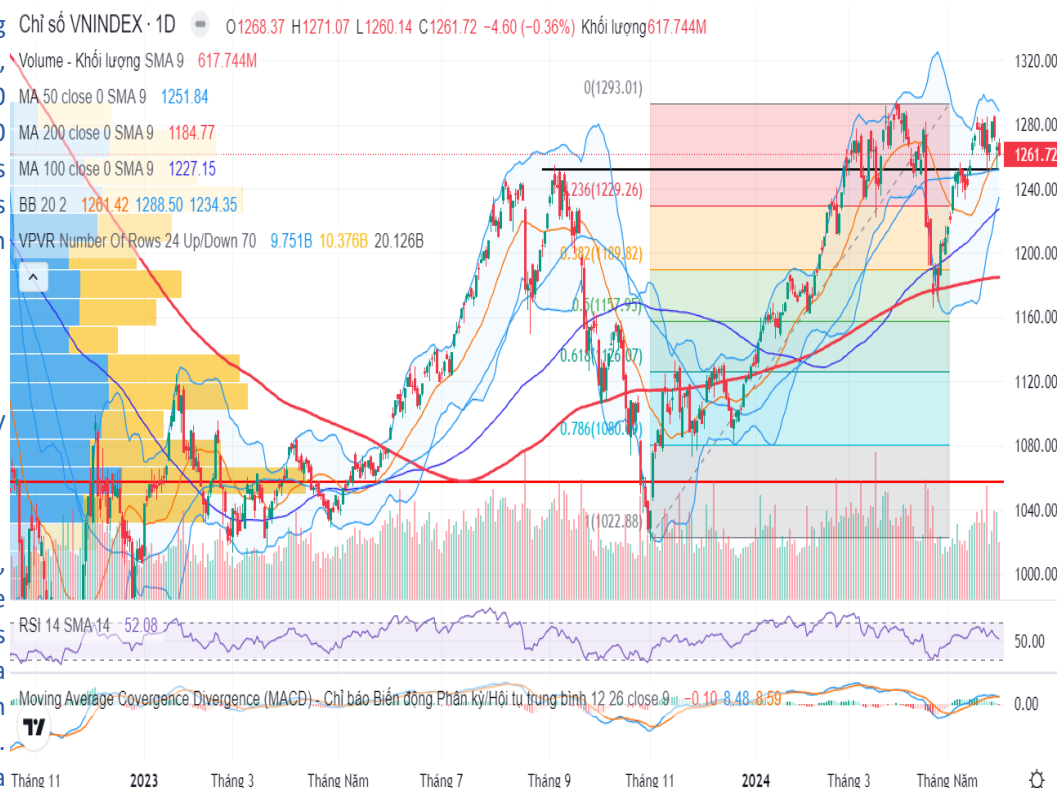 Chỉ số VNINDEX · 1D O1268.37 H1271.07 L1260.14 C1261.72 −4.60 (−0.36%) Khối lượng617.744M
Volume - Khối lượng SMA 9 617.744M
MA 50 close 0 SMA 9 1251.84
MA 200 close 0 SMA 9 1184.77
MA 100 close 0 SMA 9 1227.15
BB 20 2 1261.42 1288.50 1234.35
VPVR Number Of Rows 24 Up/Down 70 9.751B 10.376B 20.126B
0(1293.01)
0.236(1229.26)
0.382(1189.82)
0.5(1157.95)
0.618(1126.07)
1(1022.88)
1320.00
1280.00
1261.72
1240.00
1200.00
1160.00
1120.00
1080.00
1040.00
1000.00
RSI 14 SMA 14 52.08
50.00
Moving Average Covergence Divergence (MACD) - Chỉ báo Biến động Phân kỳ/Hội tụ trung bình 12 26 close 9 −0.10 8.48 8.59
0.00
Tháng 11 2023 Tháng 3 Tháng Năm Tháng 7 Tháng 9 Tháng 11 2024 Tháng 3 Tháng Năm